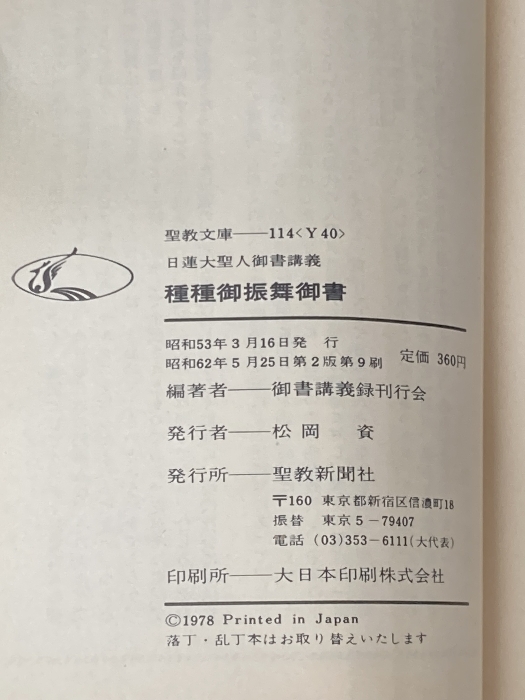 聖教文庫――114<Y40>
日蓮大聖人御書講義
種種御振舞御書
昭和53年3月16日発 行
昭和62年5月25日第2版第9刷 定価 360円
編著者――御書講義録刊行会
発行者――松岡 資
発行所――聖教新聞社
〒160 東京都新宿区信濃町18
振替 東京5-79407
電話 (03)353-6111(大代表)
印刷所――大日本印刷株式会社
©1978 Printed in Japan
落丁・乱丁本はお取り替えいたします